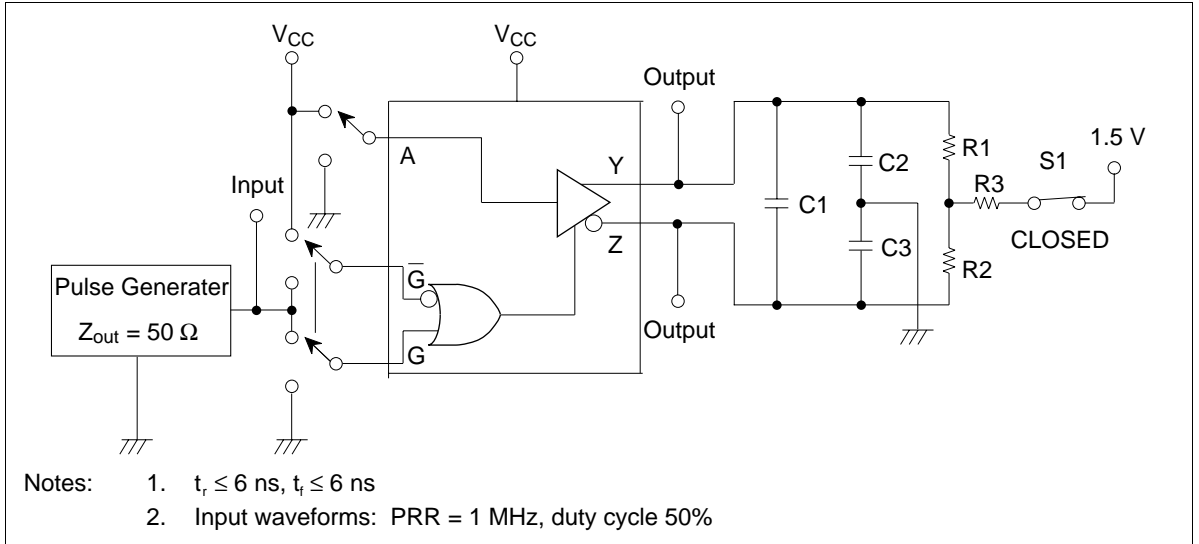 VCC
VCC
Output
1.5 V
A
Y
R1
S1
C2
Input
R3
C1
Z
CLOSED
G̅
C3
Pulse Generater
R2
Zout = 50 Ω
G
Output
Notes: 1. tr ≤ 6 ns, tf ≤ 6 ns
2. Input waveforms: PRR = 1 MHz, duty cycle 50%